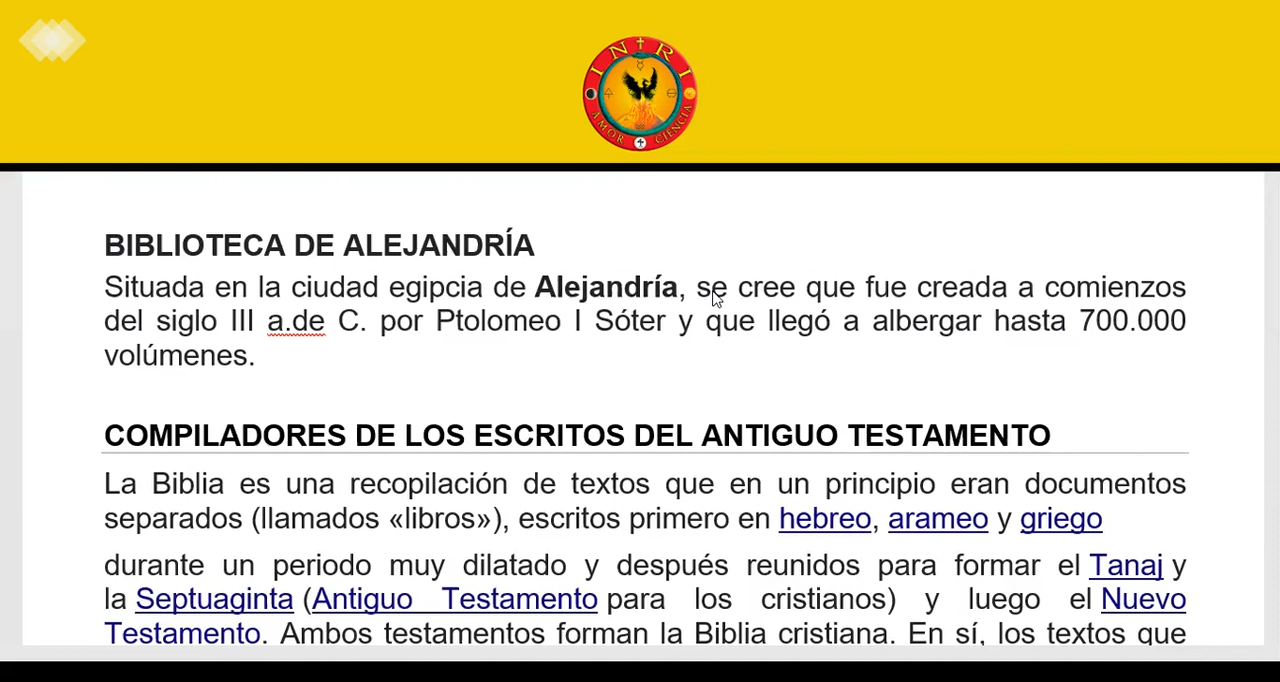 INRI
AMOR CIENCIA
BIBLIOTECA DE ALEJANDRÍA
Situada en la ciudad egipcia de Alejandría, se cree que fue creada a comienzos
del siglo III a.de C. por Ptolomeo I Sóter y que llegó a albergar hasta 700.000
volúmenes.
COMPILADORES DE LOS ESCRITOS DEL ANTIGUO TESTAMENTO
La Biblia es una recopilación de textos que en un principio eran documentos
separados (llamados «libros»), escritos primero en hebreo, arameo y griego
durante un periodo muy dilatado y después reunidos para formar el Tanaj y
la Septuaginta (Antiguo Testamento para los cristianos) y luego el Nuevo
Testamento. Ambos testamentos forman la Biblia cristiana. En sí, los textos que